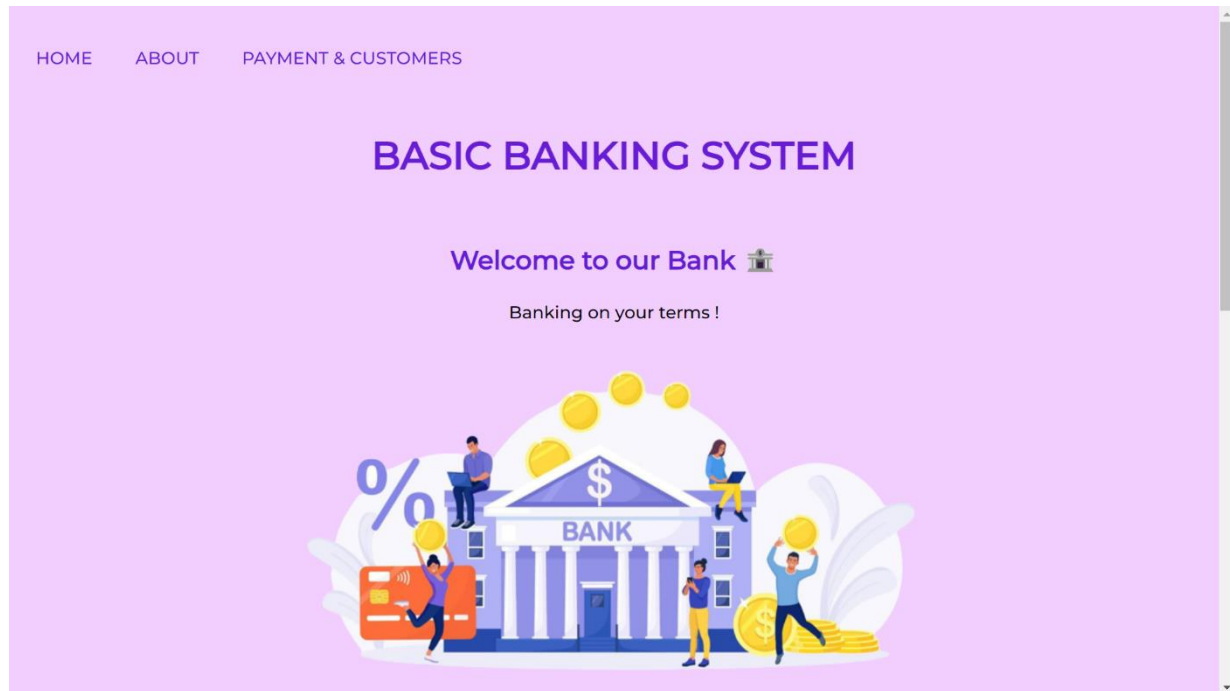 HOME ABOUT PAYMENT & CUSTOMERS
BASIC BANKING SYSTEM
Welcome to our Bank 🏦
Banking on your terms !
%
$
BANK
$